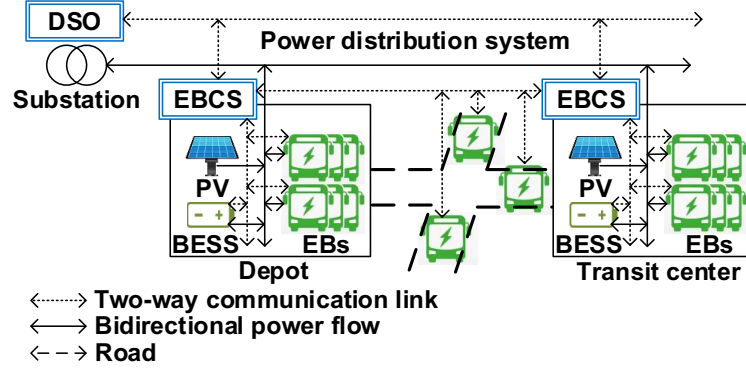 DSO
Power distribution system
Substation
EBCS
EBCS
PV
BESS
EBs
PV
BESS
EBs
Depot
Transit center
Two-way communication link
Bidirectional power flow
Road